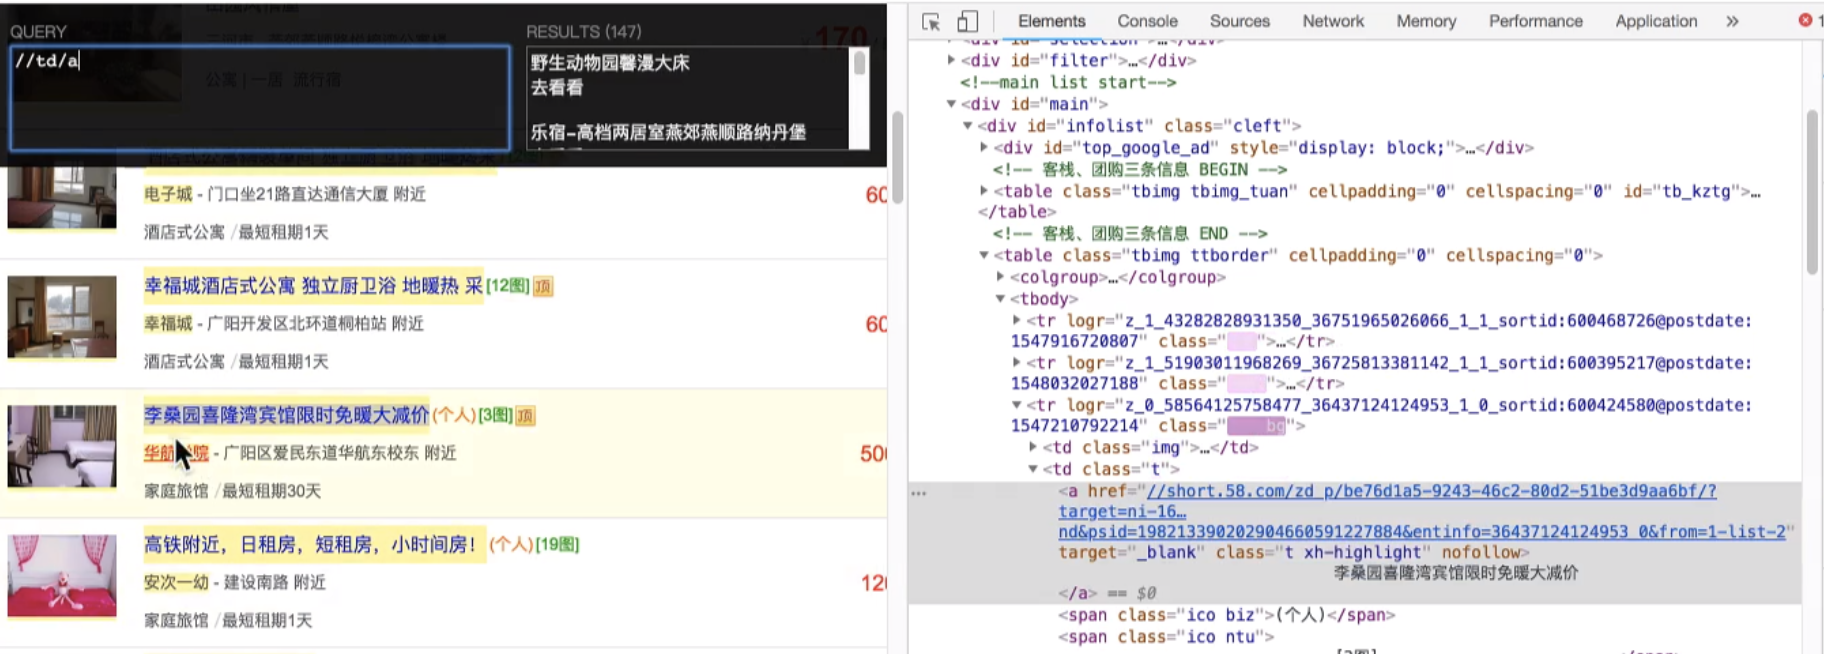 QUERY
//td/a
RESULTS (147)
野生动物园馨漫大床
去看看
乐宿-高档两居室燕郊燕顺路纳丹堡
170
公寓 | 一居 流行宿
电子城 - 门口坐21路直达通信大厦 附近
60
酒店式公寓 /最短租期1天
幸福城酒店式公寓 独立厨卫浴 地暖热 采 [12图] 顶
幸福城 - 广阳开发区北环道桐柏站 附近
60
酒店式公寓 /最短租期1天
李桑园喜隆湾宾馆限时免暖大减价 (个人) [3图] 顶
华航 院 - 广阳区爱民东道华航东校东 附近
500
家庭旅馆 /最短租期30天
高铁附近，日租房，短租房，小时间房！ (个人) [19图]
安次一幼 - 建设南路 附近
120
家庭旅馆 /最短租期1天
Elements Console Sources Network Memory Performance Application » 1
<div id="selection">…</div>
<div id="filter">…</div>
<!--main list start-->
<div id="main">
<div id="infolist" class="cleft">
<div id="top_google_ad" style="display: block;">…</div>
<!-- 客栈、团购三条信息 BEGIN -->
<table class="tbimg tbimg_tuan" cellpadding="0" cellspacing="0" id="tb_kztg">…
</table>
<!-- 客栈、团购三条信息 END -->
<table class="tbimg ttborder" cellpadding="0" cellspacing="0">
<colgroup>…</colgroup>
<tbody>
<tr logr="z_1_43282828931350_36751965026066_1_1_sortid:600468726@postdate:
1547916720807" class=" ">…</tr>
<tr logr="z_1_51903011968269_36725813381142_1_1_sortid:600395217@postdate:
1548032027188" class=" ">…</tr>
<tr logr="z_0_58564125758477_36437124124953_1_0_sortid:600424580@postdate:
1547210792214" class=" bg">
<td class="img">…</td>
<td class="t">
<a href="//short.58.com/zd_p/be76d1a5-9243-46c2-80d2-51be3d9aa6bf/?
target=ni-16…
nd&psid=198213390202904660591227884&entinfo=36437124124953_0&from=1-list-2"
target="_blank" class="t xh-highlight" nofollow>
李桑园喜隆湾宾馆限时免暖大减价
</a> == $0
<span class="ico biz">(个人)</span>
<span class="ico ntu">